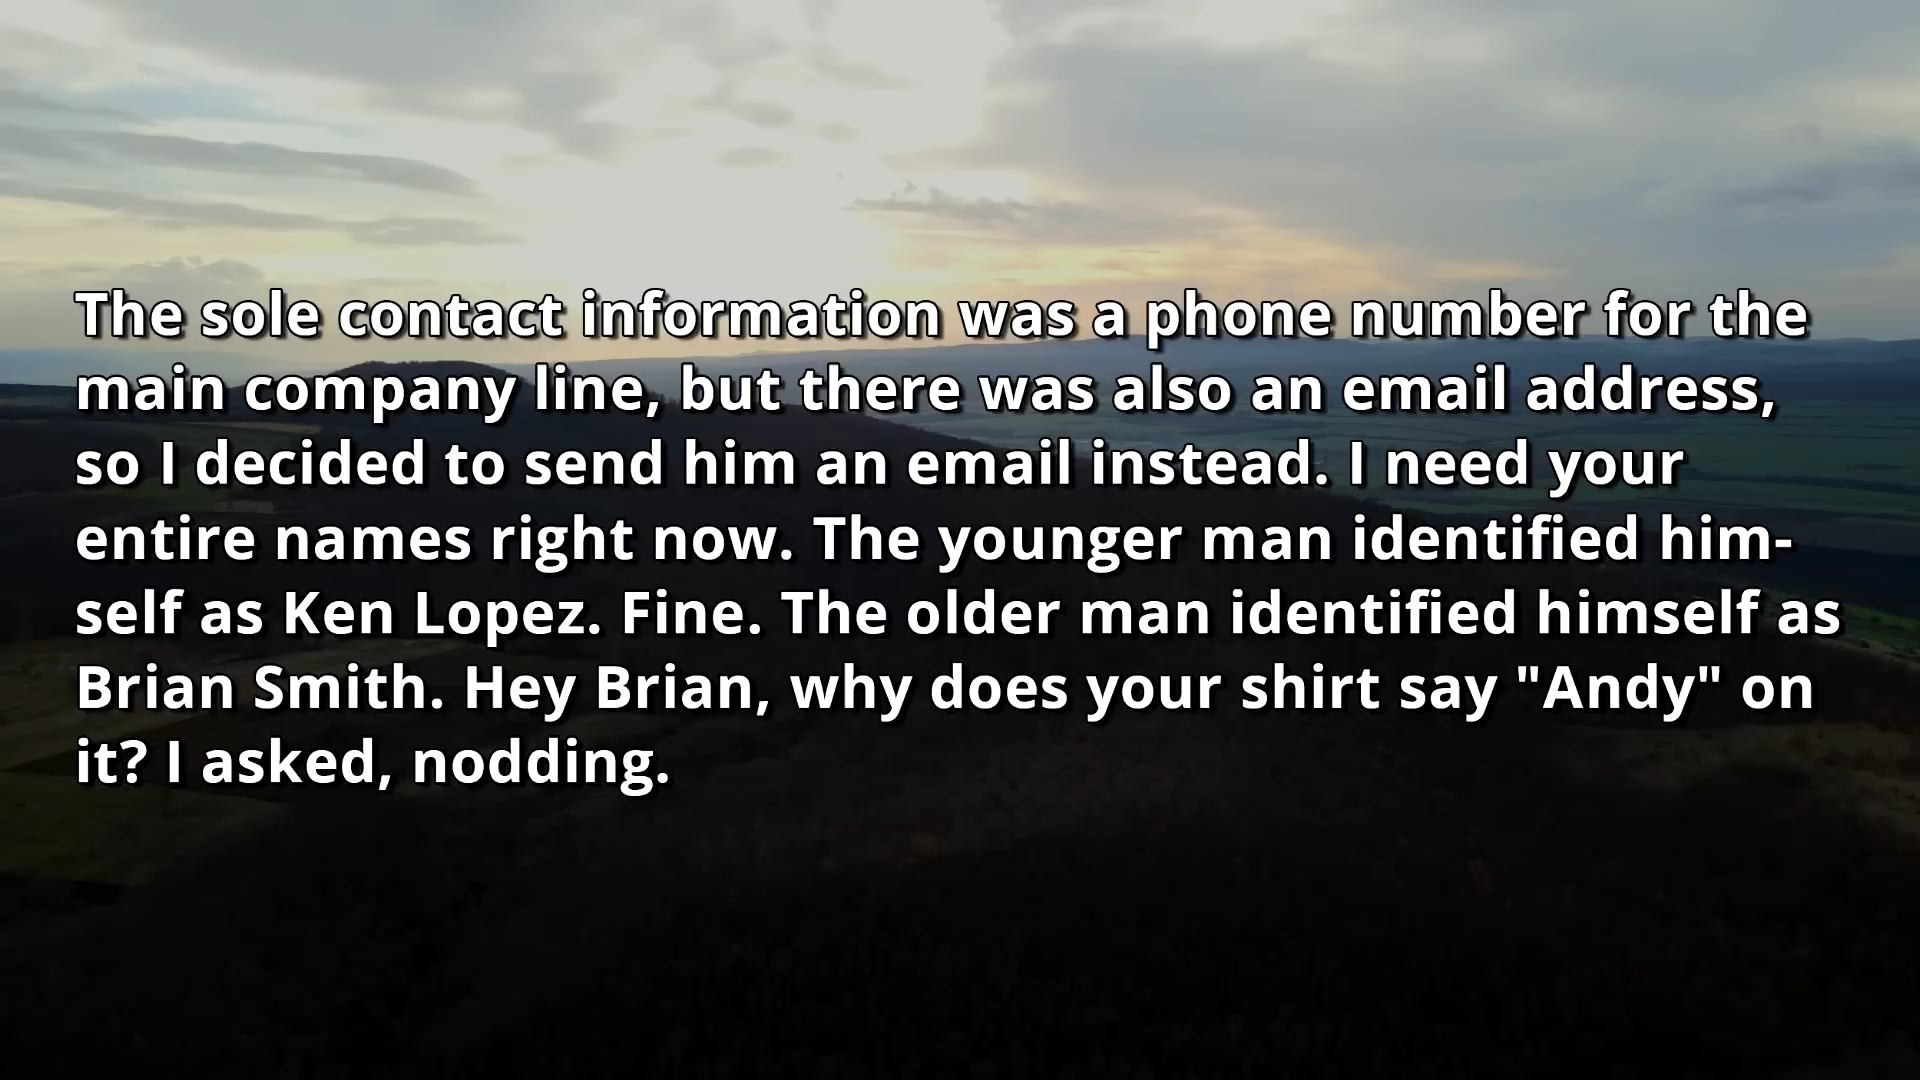 The sole contact information was a phone number for the
main company line, but there was also an email address,
so I decided to send him an email instead. I need your
entire names right now. The younger man identified him-
self as Ken Lopez. Fine. The older man identified himself as
Brian Smith. Hey Brian, why does your shirt say "Andy" on
it? I asked, nodding.